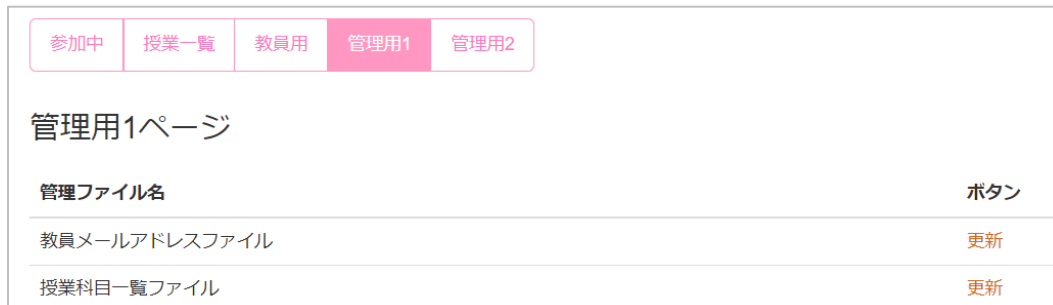 参加中 授業一覧 教員用 管理用1 管理用2
管理用1ページ
管理ファイル名 ボタン
教員メールアドレスファイル 更新
授業科目一覧ファイル 更新